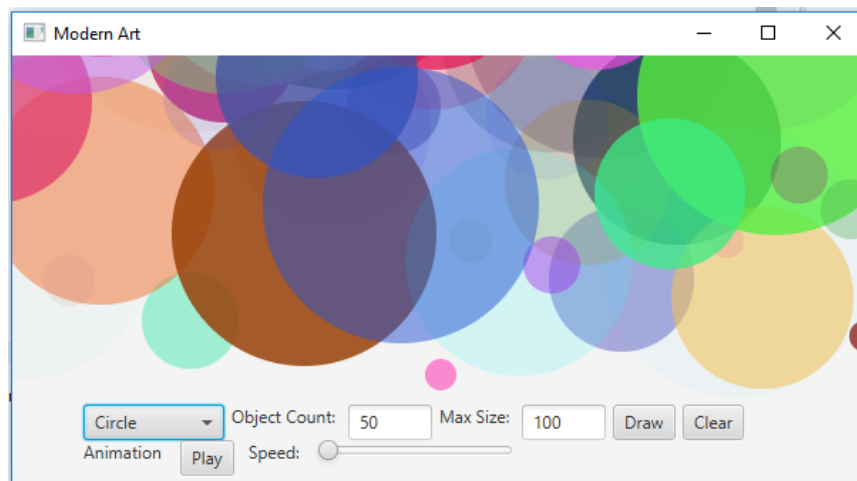 Modern Art
Circle Object Count: 50 Max Size: 100 Draw Clear
Animation Play Speed: